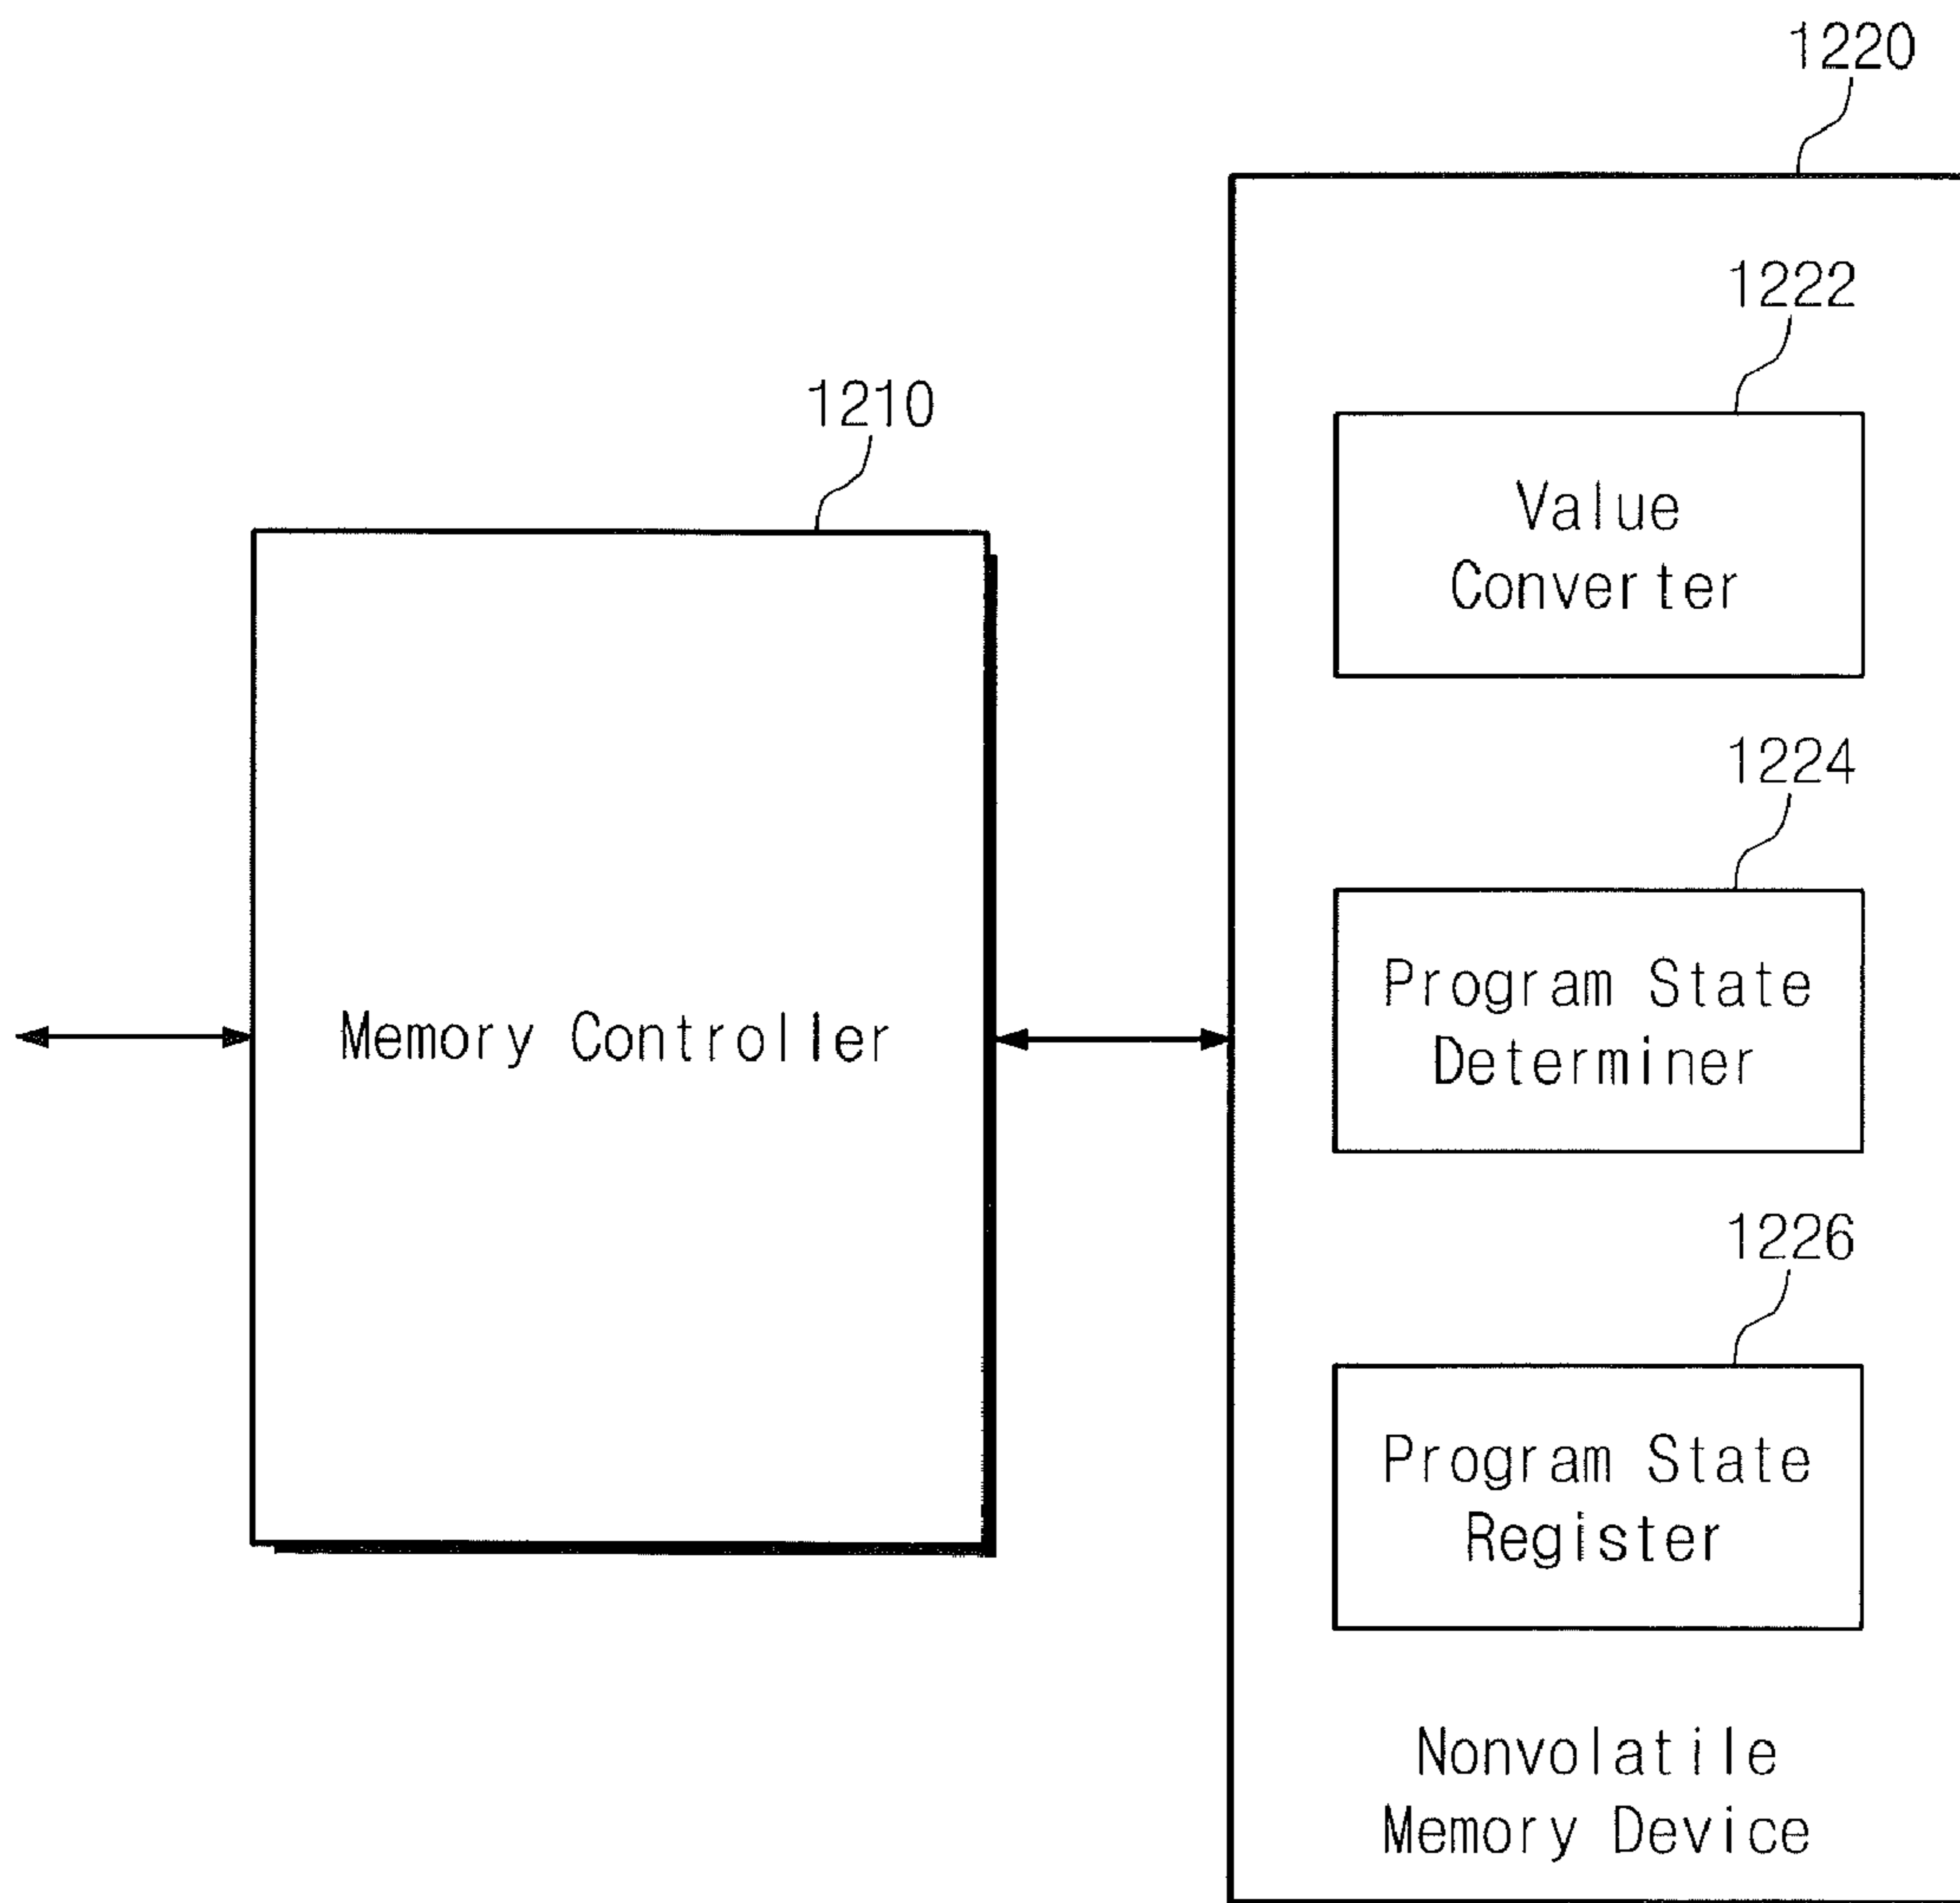 1220
1222
1210
Value
Converter
1224
Program State
Determiner
Memory Controller
1226
Program State
Register
Nonvolatile
Memory Device